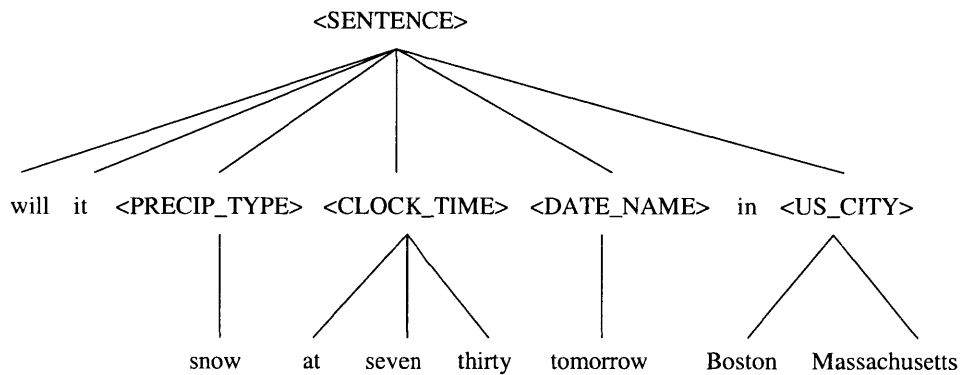 <SENTENCE>
will it <PRECIP_TYPE> <CLOCK_TIME> <DATE_NAME> in <US_CITY>
snow at seven thirty tomorrow Boston Massachusetts